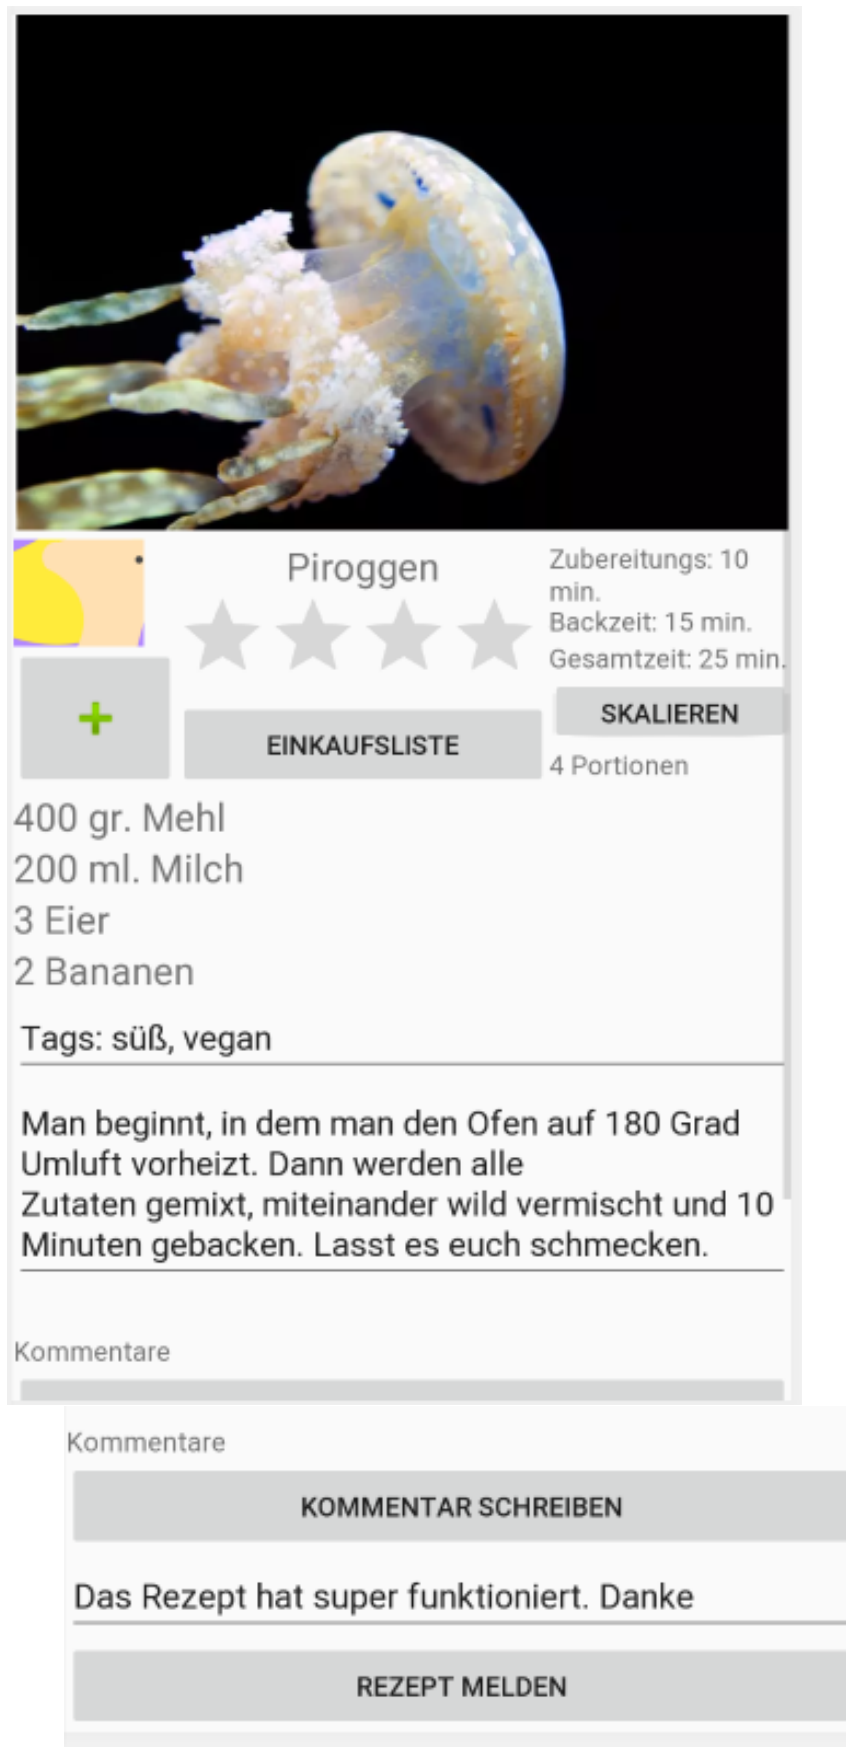 Piroggen
Zubereitungs: 10
min.
Backzeit: 15 min.
Gesamtzeit: 25 min.
SKALIEREN
EINKAUFSLISTE
4 Portionen
400 gr. Mehl
200 ml. Milch
3 Eier
2 Bananen
Tags: süß, vegan
Man beginnt, in dem man den Ofen auf 180 Grad
Umluft vorheizt. Dann werden alle
Zutaten gemixt, miteinander wild vermischt und 10
Minuten gebacken. Lasst es euch schmecken.
Kommentare
Kommentare
KOMMENTAR SCHREIBEN
Das Rezept hat super funktioniert. Danke
REZEPT MELDEN